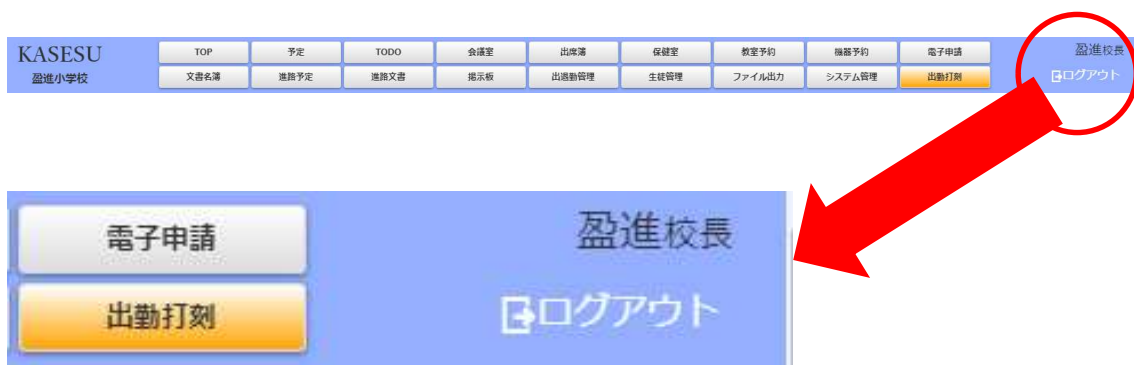 KASESU TOP 予定 TODO 会議室 出席簿 保健室 教室予約 機器予約 電子申請 盈進校長
盈進小学校 文書名簿 進路予定 進路文書 掲示板 出退勤管理 生徒管理 ファイル出力 システム管理 出勤打刻 ログアウト
電子申請 盈進校長
出勤打刻 ログアウト